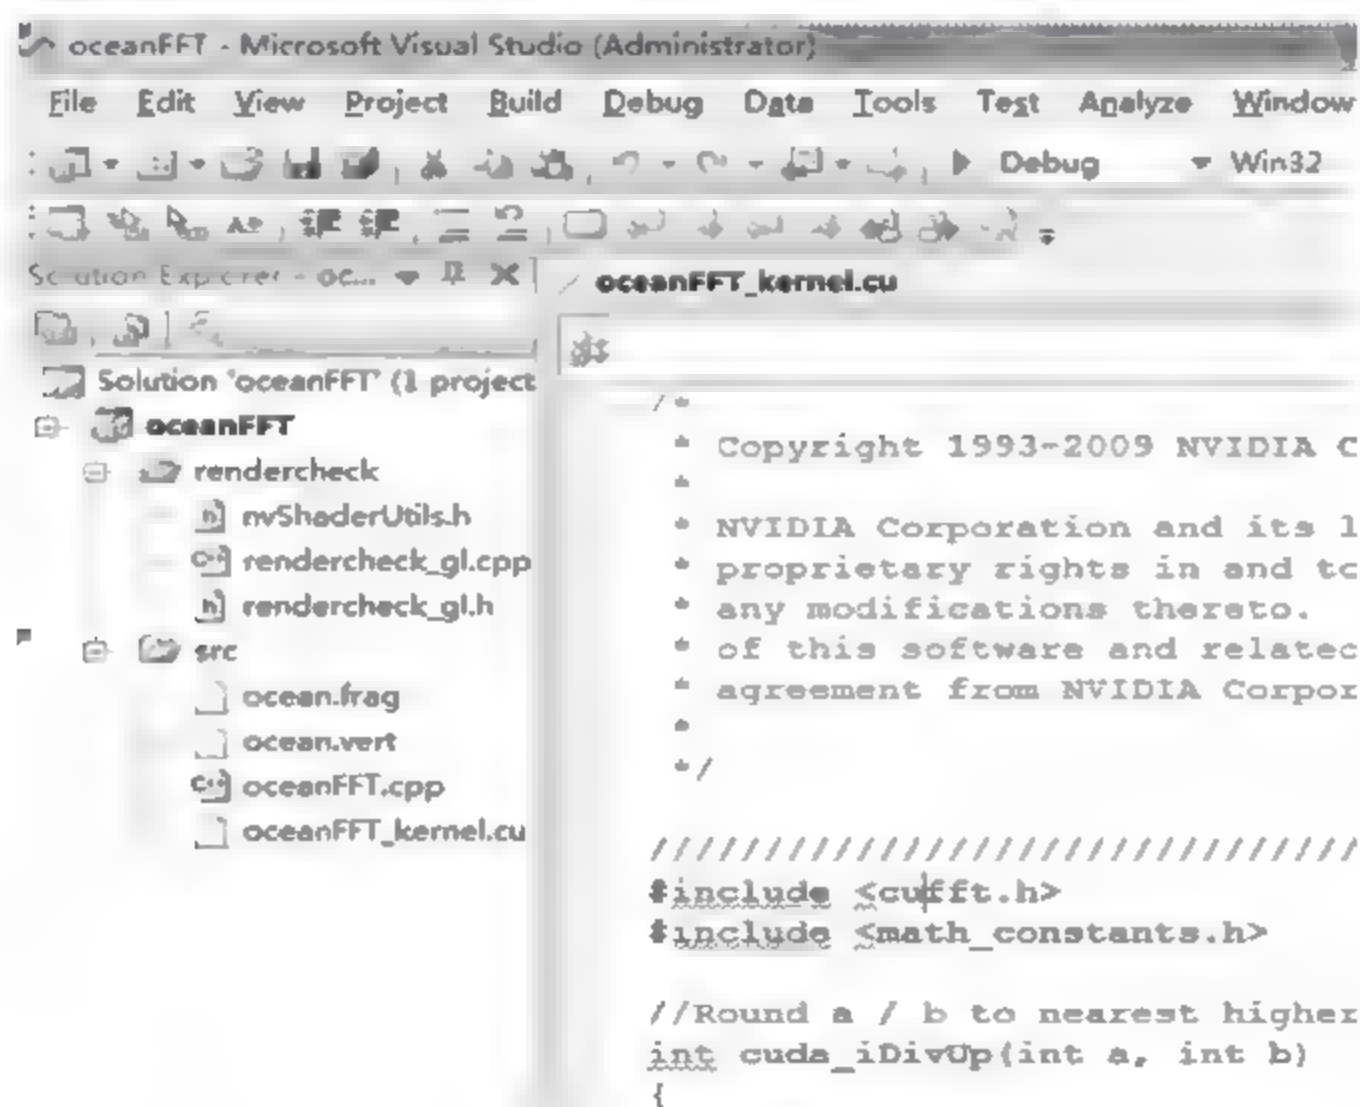 oceanFFT - Microsoft Visual Studio (Administrator)
File Edit View Project Build Debug Data Tools Test Analyze Window
Debug Win32
Solution Explorer - oc...
oceanFFT_kernel.cu
Solution 'oceanFFT' (1 project
oceanFFT
rendercheck
nvShaderUtils.h
rendercheck_gl.cpp
rendercheck_gl.h
src
ocean.frag
ocean.vert
oceanFFT.cpp
oceanFFT_kernel.cu
/*
* Copyright 1993-2009 NVIDIA C
*
* NVIDIA Corporation and its l
* proprietary rights in and to
* any modifications thereto.
* of this software and related
* agreement from NVIDIA Corpor
*
*/
///////////////////////////////
#include <cufft.h>
#include <math_constants.h>
//Round a / b to nearest higher
int cuda_iDivUp(int a, int b)
{